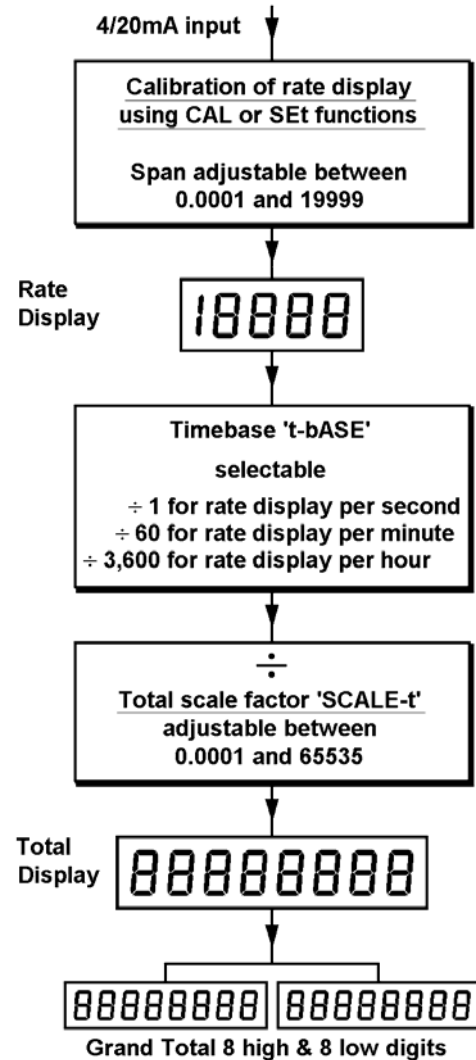 4/20mA input
Calibration of rate display
using CAL or SEt functions
Span adjustable between
0.0001 and 19999
Rate
Display
18888
Timebase 't-bASE'
selectable
÷ 1 for rate display per second
÷ 60 for rate display per minute
÷ 3,600 for rate display per hour
÷
Total scale factor 'SCALE-t'
adjustable between
0.0001 and 65535
Total
Display
88888888
88888888 88888888
Grand Total 8 high & 8 low digits